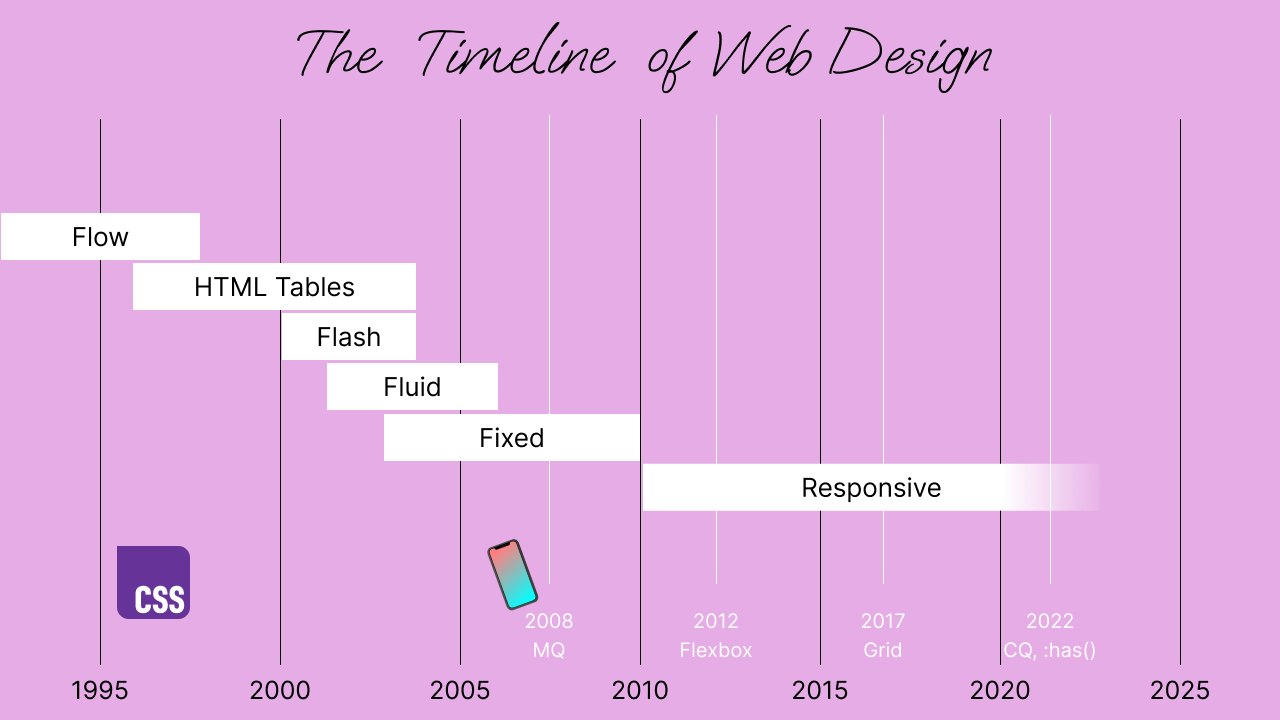 The Timeline of Web Design
Flow
HTML Tables
Flash
Fluid
Fixed
Responsive
CSS
2008
MQ
2012
Flexbox
2017
Grid
2022
CQ, :has()
1995
2000
2005
2010
2015
2020
2025